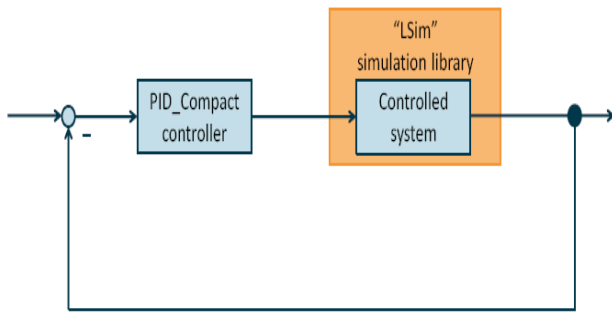 “LSim”
simulation library
PID_Compact
controller
Controlled
system
–